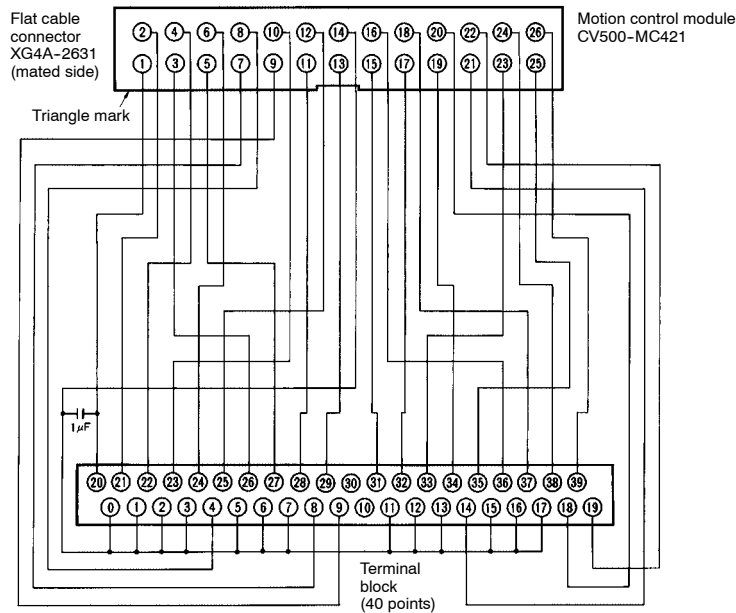 Flat cable
connector
XG4A-2631
(mated side)
Motion control module
CV500-MC421
2 4 6 8 10 12 14 16 18 20 22 24 26
1 3 5 7 9 11 13 15 17 19 21 23 25
Triangle mark
1μF
20 21 22 23 24 25 26 27 28 29 30 31 32 33 34 35 36 37 38 39
0 1 2 3 4 5 6 7 8 9 10 11 12 13 14 15 16 17 18 19
Terminal
block
(40 points)